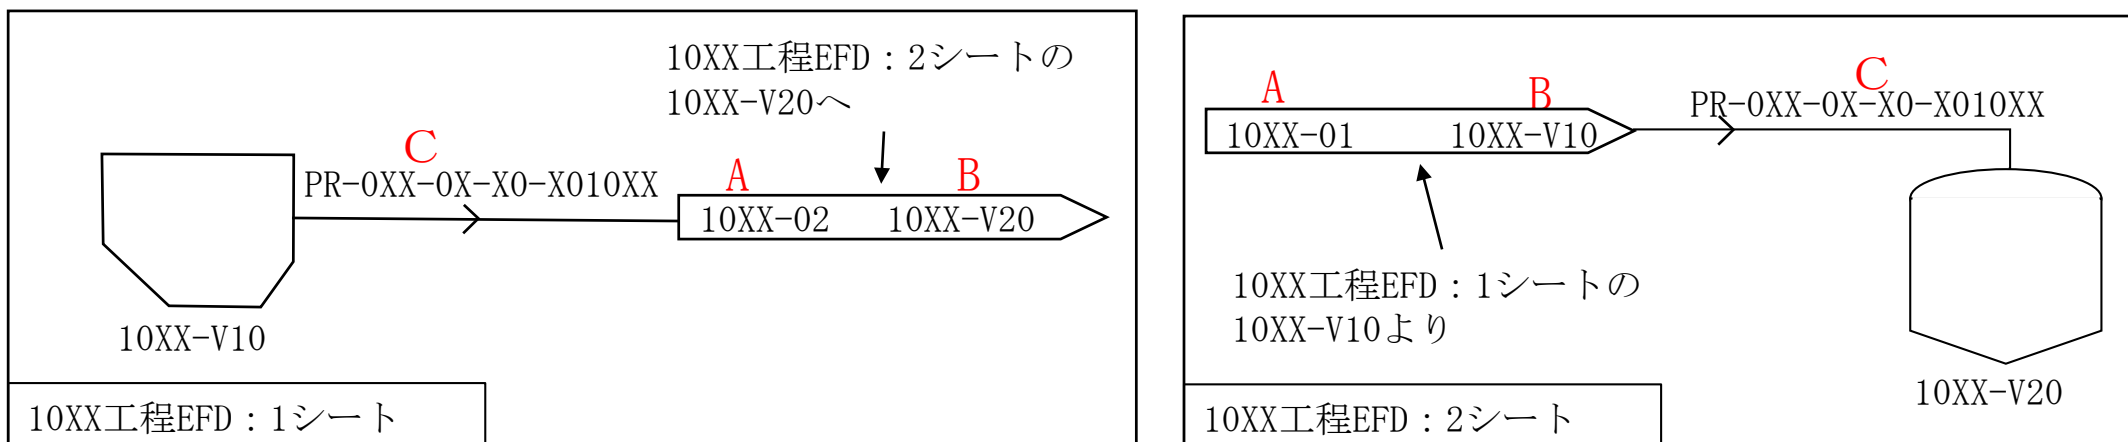 10XX工程EFD：2シートの
10XX-V20へ
C
PR-0XX-0X-X0-X010XX
A
B
10XX-02
10XX-V20
10XX-V10
10XX工程EFD：1シート
A
B
C
PR-0XX-0X-X0-X010XX
10XX-01
10XX-V10
10XX工程EFD：1シートの
10XX-V10より
10XX-V20
10XX工程EFD：2シート